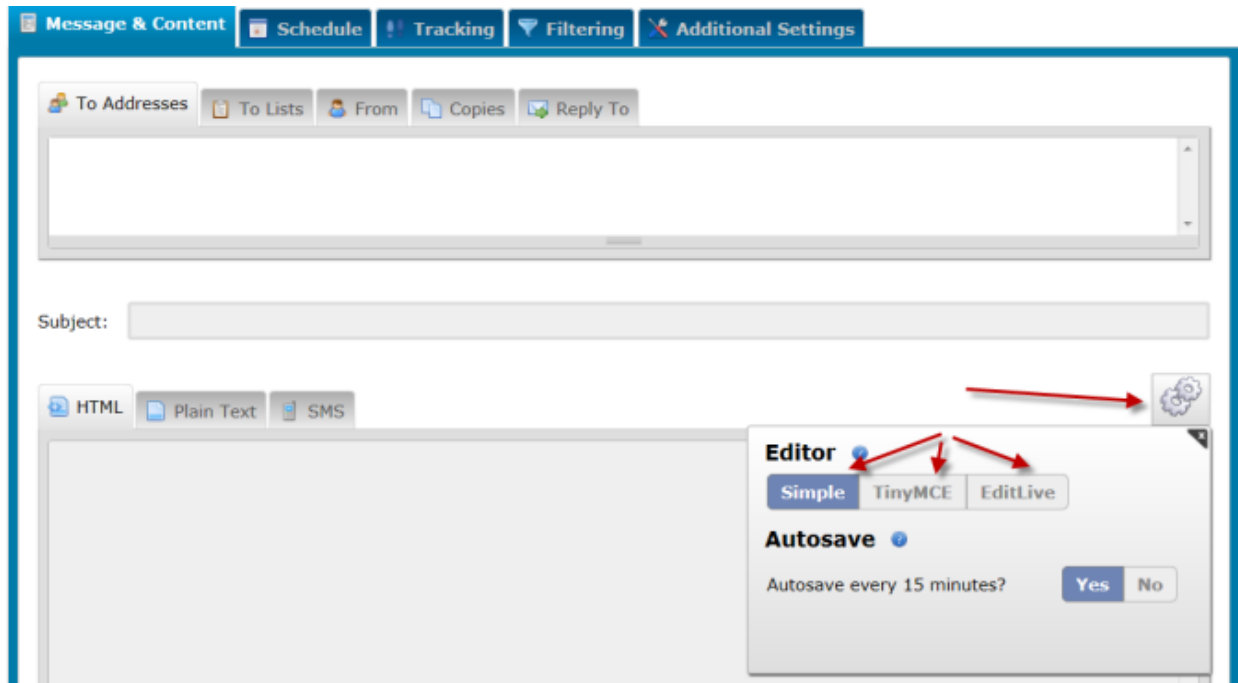 Message & Content Schedule Tracking Filtering Additional Settings
To Addresses To Lists From Copies Reply To
Subject:
HTML Plain Text SMS
Editor
Simple TinyMCE EditLive
Autosave
Autosave every 15 minutes? Yes No